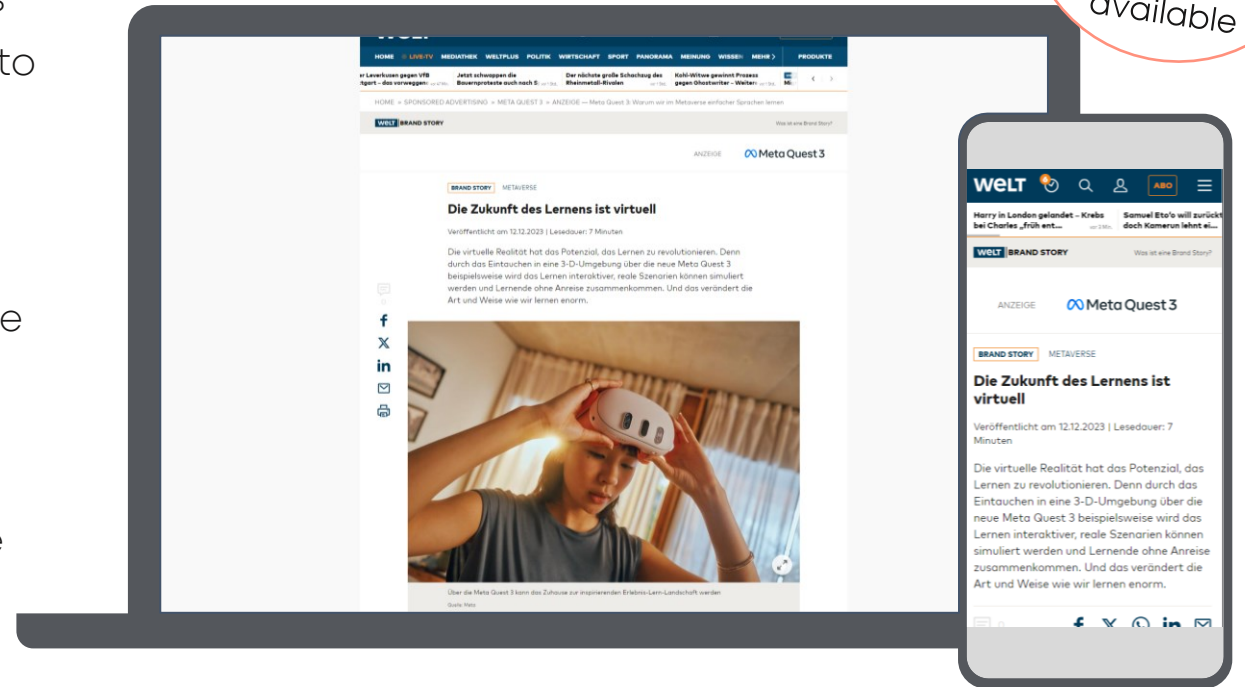 to
e
e
available
HOME LIVE-TV MEDIATHEK WELTPLUS POLITIK WIRTSCHAFT SPORT PANORAMA MEINUNG WISSEN MEHR PRODUKTE
er Leverkusen gegen VfB
tgart – das vorweggen
Jetzt schwappen die
Bauernproteste auch nach S
Der nächste große Schachzug des
Rheinmetall-Rivalen
Kohl-Witwe gewinnt Prozess
gegen Ghostwriter – Weiter
HOME » SPONSORED ADVERTISING » META QUEST 3 » ANZEIGE — Meta Quest 3: Warum wir im Metaverse einfacher Sprachen lernen
WELT BRAND STORY Was ist eine Brand Story?
ANZEIGE Meta Quest 3
BRAND STORY METAVERSE
Die Zukunft des Lernens ist virtuell
Veröffentlicht am 12.12.2023 | Lesedauer: 7 Minuten
Die virtuelle Realität hat das Potenzial, das Lernen zu revolutionieren. Denn
durch das Eintauchen in eine 3-D-Umgebung über die neue Meta Quest 3
beispielsweise wird das Lernen interaktiver, reale Szenarien können simuliert
werden und Lernende ohne Anreise zusammenkommen. Und das verändert die
Art und Weise wie wir lernen enorm.
Über die Meta Quest 3 kann das Zuhause zur inspirierenden Erlebnis-Lern-Landschaft werden
Quelle: Meta
WELT ABO
Harry in London gelandet – Krebs
bei Charles „früh ent...
Samuel Eto'o will zurückt
doch Kamerun lehnt ei...
WELT BRAND STORY Was ist eine Brand Story?
ANZEIGE Meta Quest 3
BRAND STORY METAVERSE
Die Zukunft des Lernens ist
virtuell
Veröffentlicht am 12.12.2023 | Lesedauer: 7
Minuten
Die virtuelle Realität hat das Potenzial, das
Lernen zu revolutionieren. Denn durch das
Eintauchen in eine 3-D-Umgebung über die
neue Meta Quest 3 beispielsweise wird das
Lernen interaktiver, reale Szenarien können
simuliert werden und Lernende ohne Anreise
zusammenkommen. Und das verändert die
Art und Weise wie wir lernen enorm.